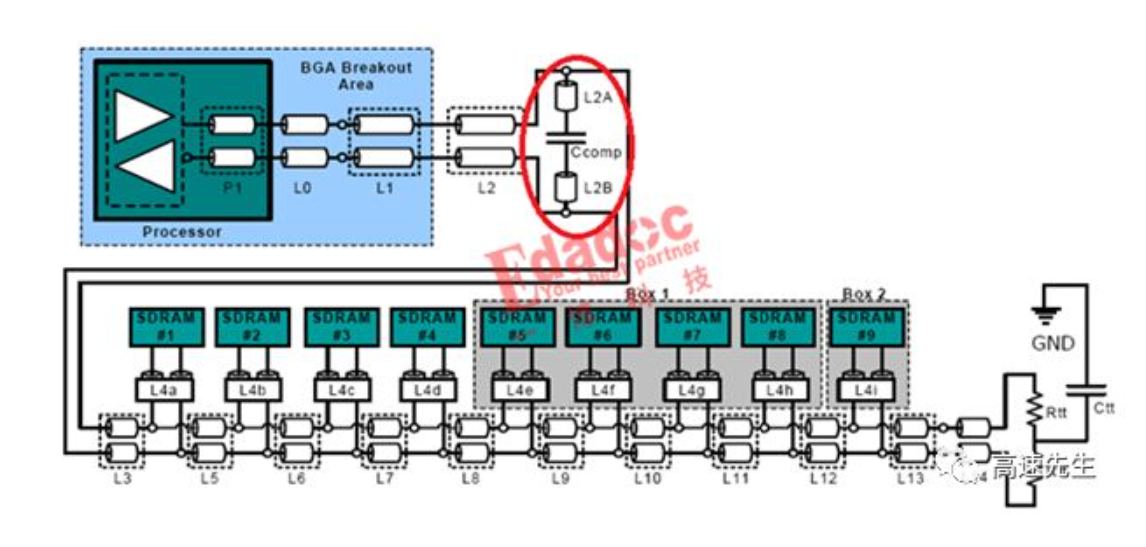 BGA Breakout
Area
P1
L0
L1
L2
Processor
L2A
Ccomp
L2B
Edadoc
Your best partner
科技
Box 1
Box 2
SDRAM
#1
SDRAM
#2
SDRAM
#3
SDRAM
#4
SDRAM
#5
SDRAM
#6
SDRAM
#7
SDRAM
#8
SDRAM
#9
GND
L4a
L4b
L4c
L4d
L4e
L4f
L4g
L4h
L4i
Rtt
Ctt
L3
L5
L6
L7
L8
L9
L10
L11
L12
L13
高速先生